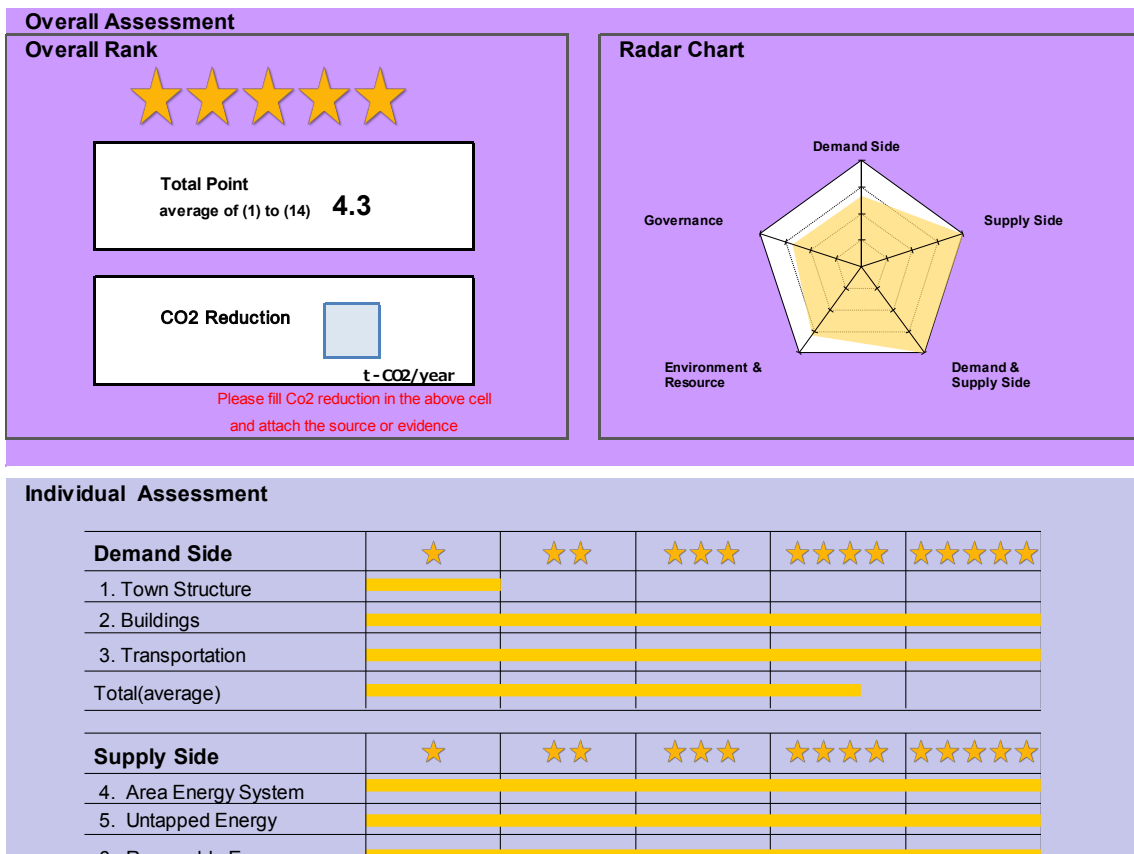 Overall Assessment
Overall Rank
Total Point
average of (1) to (14) 4.3
CO2 Reduction
t-CO2/year
Please fill Co2 reduction in the above cell
and attach the source or evidence
Radar Chart
Demand Side
Governance
Supply Side
Environment &
Resource
Demand &
Supply Side
Individual Assessment
Demand Side
1. Town Structure
2. Buildings
3. Transportation
Total(average)
Supply Side
4. Area Energy System
5. Untapped Energy